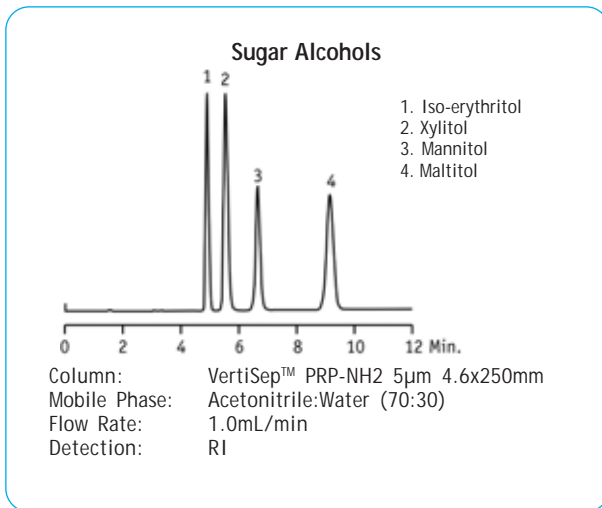 Sugar Alcohols
1 2
3
4
1. Iso-erythritol
2. Xylitol
3. Mannitol
4. Maltitol
0 2 4 6 8 10 12 Min.
Column: VertiSep™ PRP-NH2 5µm 4.6x250mm
Mobile Phase: Acetonitrile:Water (70:30)
Flow Rate: 1.0mL/min
Detection: RI